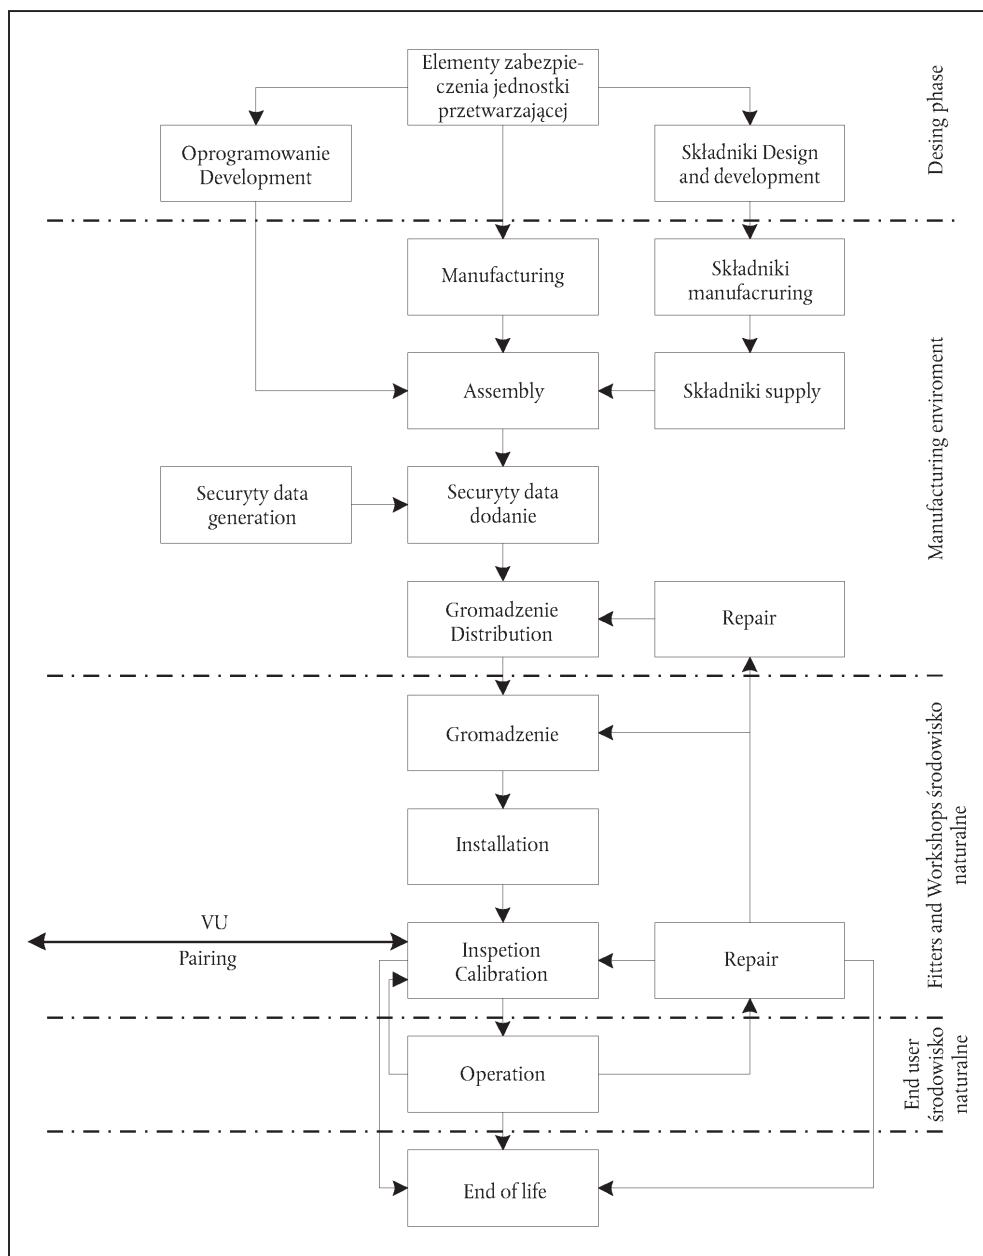 Elementy zabezpie-
czenia jednostki
przetwarzającej
Oprogramowanie
Development
Składniki Design
and development
Desing phase
Manufacturing
Składniki
manufacruring
Assembly
Składniki supply
Securyty data
generation
Securyty data
dodanie
Manufacturing enviroment
Gromadzenie
Distribution
Repair
Gromadzenie
Installation
VU
Pairing
Inspetion
Calibration
Repair
Fitters and Workshops środowisko
naturalne
Operation
End user
środowisko
naturalne
End of life